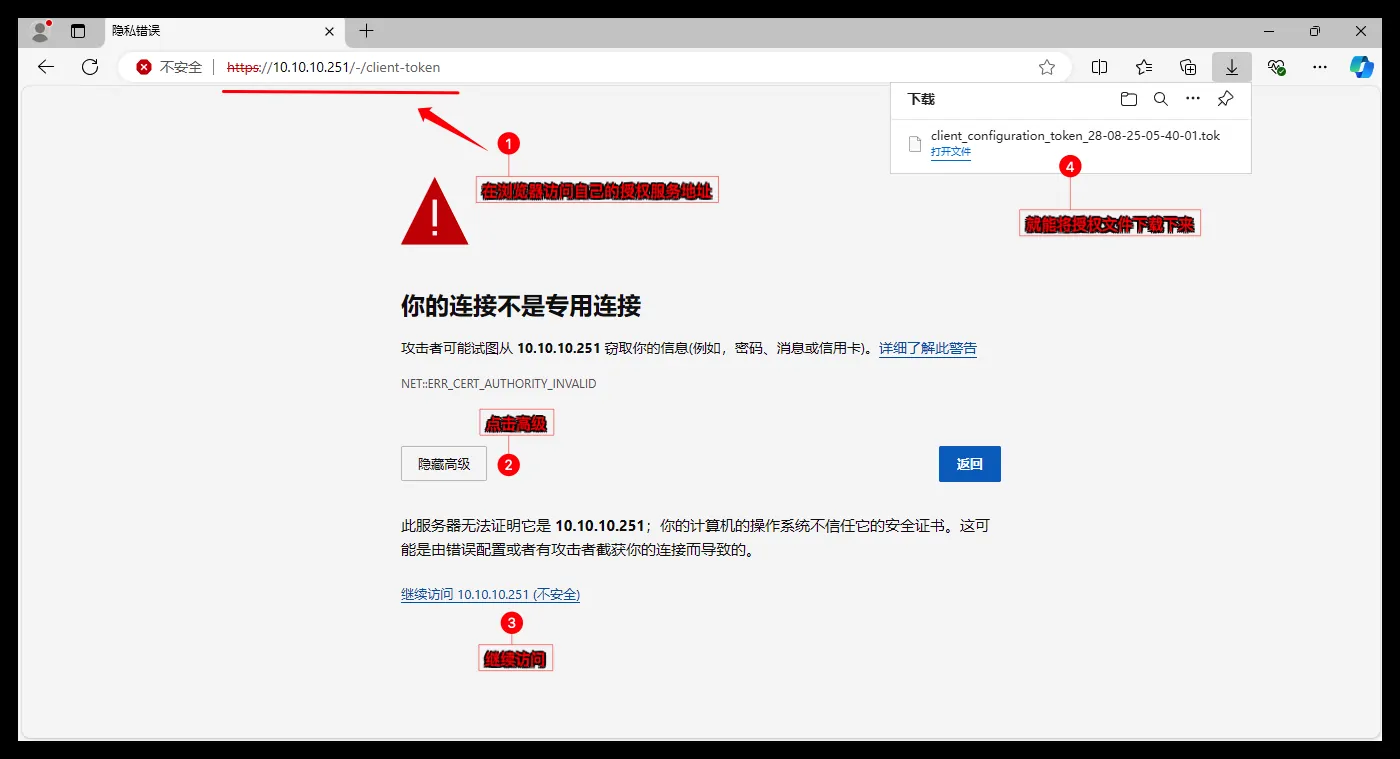 隐私错误
不安全
https://10.10.10.251/-/client-token
下载
client_configuration_token_28-08-25-05-40-01.tok
打开文件
1
在浏览器访问自己的授权服务地址
4
就能将授权文件下载下来
你的连接不是专用连接
攻击者可能试图从 10.10.10.251 窃取你的信息(例如，密码、消息或信用卡)。详细了解此警告
NET::ERR_CERT_AUTHORITY_INVALID
点击高级
隐藏高级
2
返回
此服务器无法证明它是 10.10.10.251；你的计算机的操作系统不信任它的安全证书。这可
能是由错误配置或者有攻击者截获你的连接而导致的。
继续访问 10.10.10.251 (不安全)
3
继续访问